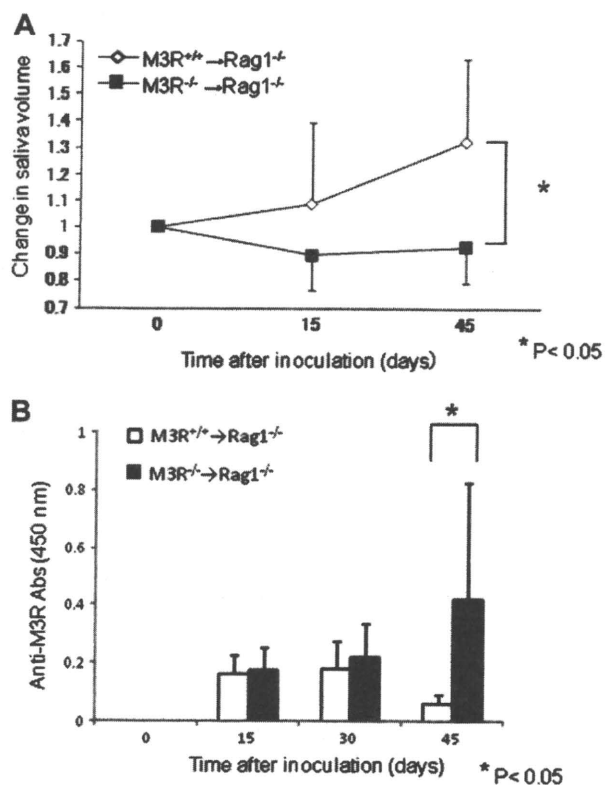 A
1.7
1.6
1.5
1.4
1.3
1.2
1.1
1
0.9
0.8
0.7
Change in saliva volume
M3R+/+→Rag1-/-
M3R-/-→Rag1-/-
*
0 15 45
Time after inoculation (days)
* P< 0.05
B
1
0.8
0.6
0.4
0.2
0
Anti-M3R Abs (450 nm)
M3R+/+→Rag1-/-
M3R-/-→Rag1-/-
*
0 15 30 45
Time after inoculation (days)
* P< 0.05